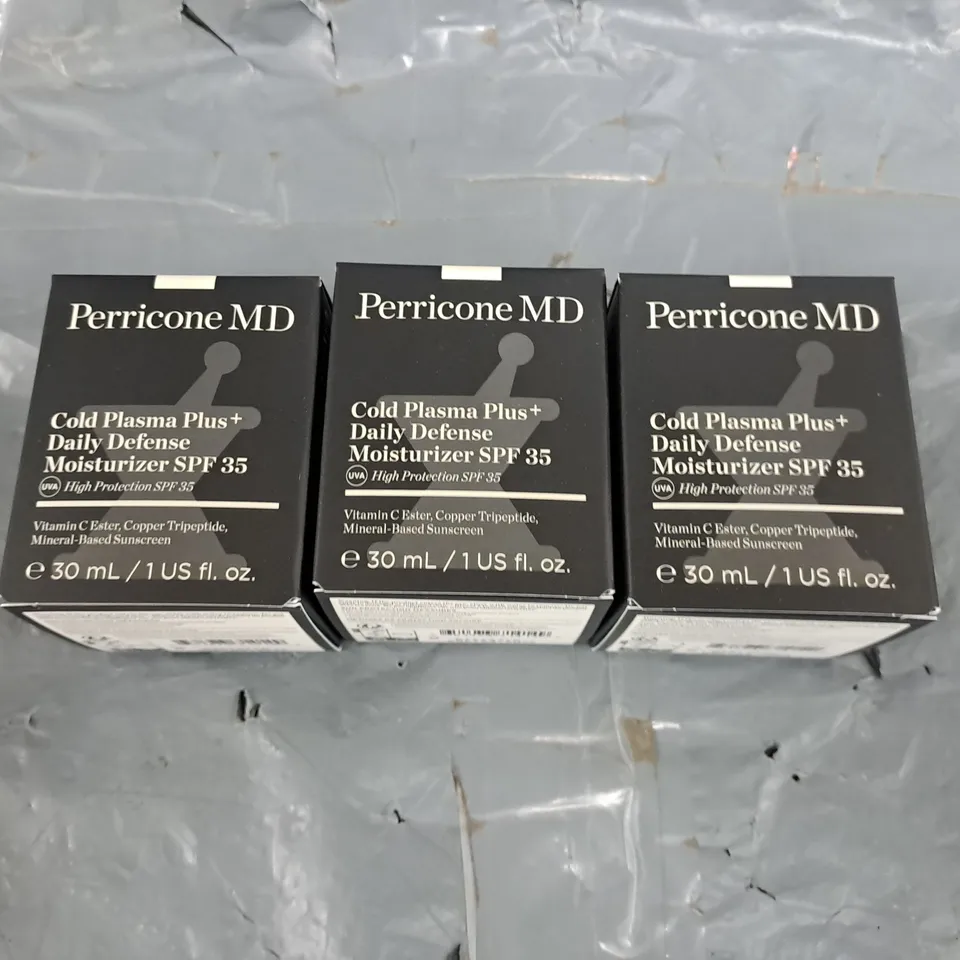 Perricone MD
Cold Plasma Plus+
Daily Defense
Moisturizer SPF 35
UVA High Protection SPF 35
Vitamin C Ester, Copper Tripeptide,
Mineral-Based Sunscreen
e 30 mL / 1 US fl. oz.
Perricone MD
Cold Plasma Plus+
Daily Defense
Moisturizer SPF 35
UVA High Protection SPF 35
Vitamin C Ester, Copper Tripeptide,
Mineral-Based Sunscreen
e 30 mL / 1 US fl. oz.
Perricone MD
Cold Plasma Plus+
Daily Defense
Moisturizer SPF 35
UVA High Protection SPF 35
Vitamin C Ester, Copper Tripeptide,
Mineral-Based Sunscreen
e 30 mL / 1 US fl. oz.